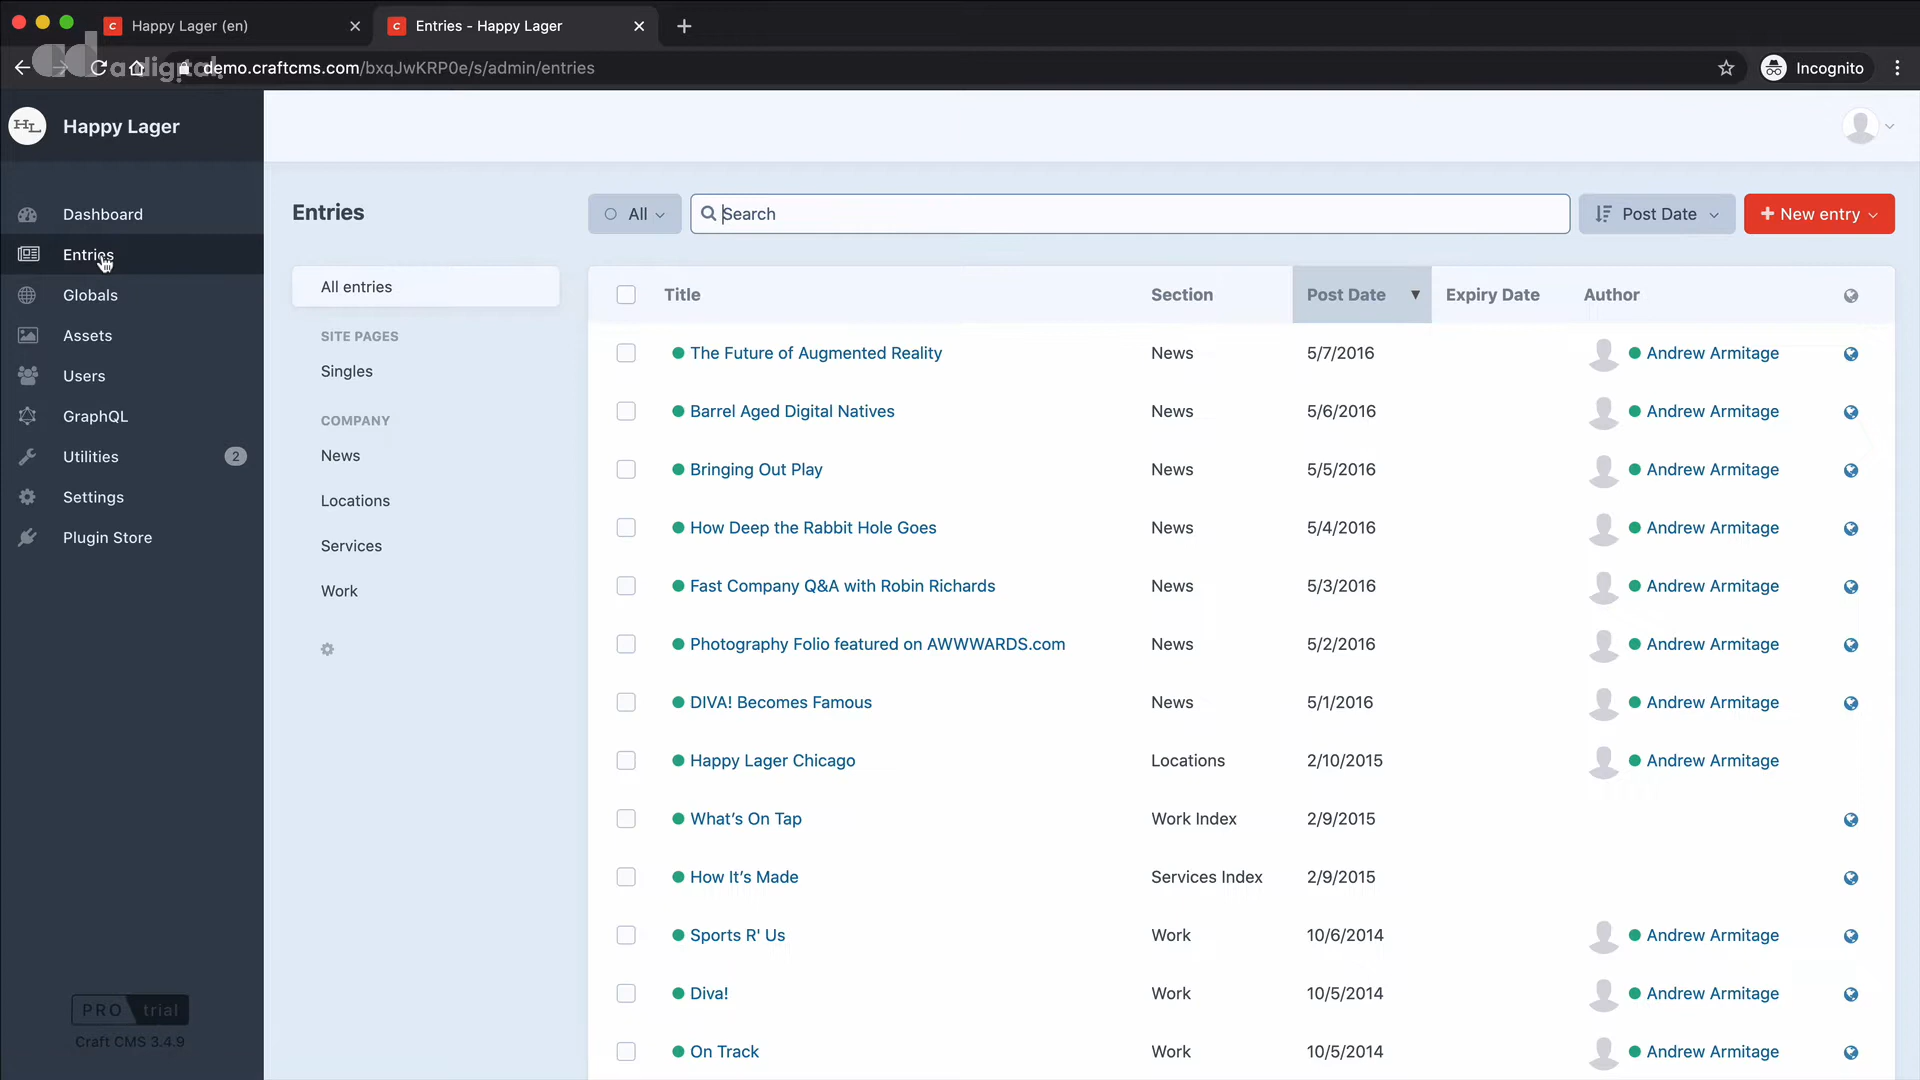 Happy Lager (en)
Entries - Happy Lager
demo.craftcms.com/bxqJwKRP0e/s/admin/entries
Incognito
adigital
HL
Happy Lager
Dashboard
Entries
Globals
Assets
Users
GraphQL
Utilities
2
Settings
Plugin Store
PRO trial
Craft CMS 3.4.9
Entries
All
Search
Post Date
New entry
All entries
SITE PAGES
Singles
COMPANY
News
Locations
Services
Work
Title Section Post Date Expiry Date Author
The Future of Augmented Reality News 5/7/2016 Andrew Armitage
Barrel Aged Digital Natives News 5/6/2016 Andrew Armitage
Bringing Out Play News 5/5/2016 Andrew Armitage
How Deep the Rabbit Hole Goes News 5/4/2016 Andrew Armitage
Fast Company Q&A with Robin Richards News 5/3/2016 Andrew Armitage
Photography Folio featured on AWWWARDS.com News 5/2/2016 Andrew Armitage
DIVA! Becomes Famous News 5/1/2016 Andrew Armitage
Happy Lager Chicago Locations 2/10/2015 Andrew Armitage
What’s On Tap Work Index 2/9/2015
How It’s Made Services Index 2/9/2015
Sports R' Us Work 10/6/2014 Andrew Armitage
Diva! Work 10/5/2014 Andrew Armitage
On Track Work 10/5/2014 Andrew Armitage